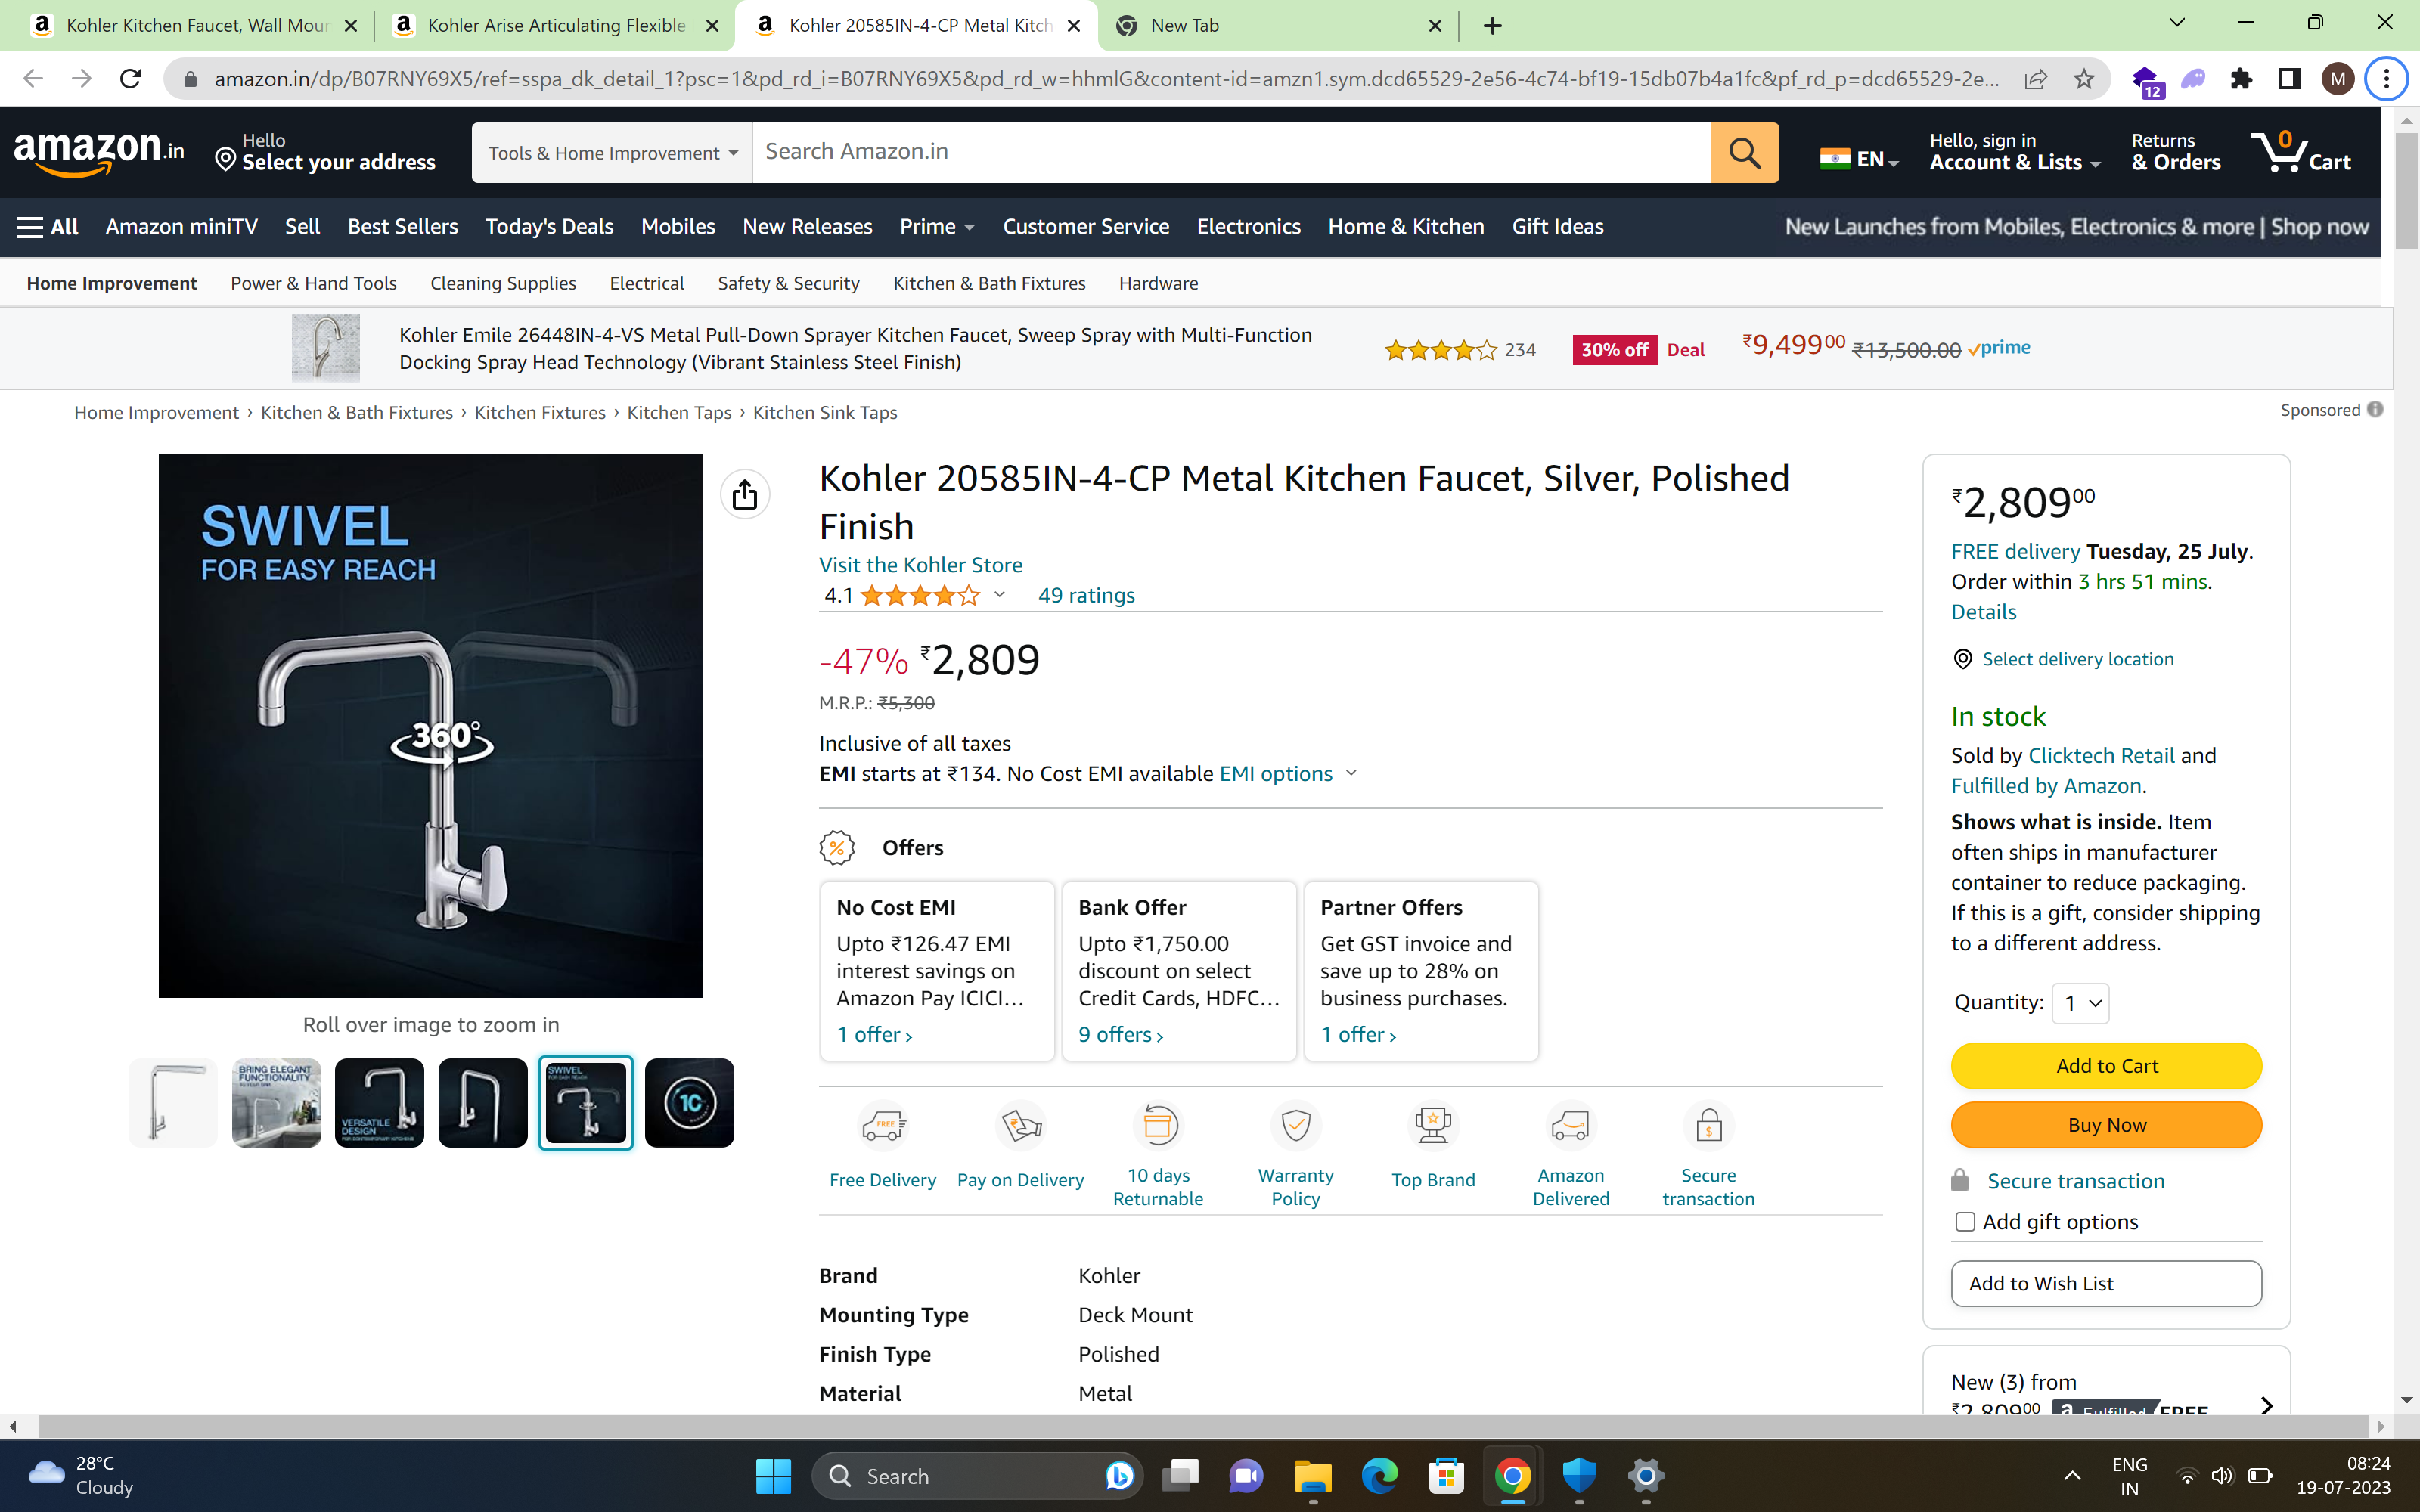 Kohler Kitchen Faucet, Wall Moun
Kohler Arise Articulating Flexible
Kohler 20585IN-4-CP Metal Kitch
New Tab
amazon.in/dp/B07RNY69X5/ref=sspa_dk_detail_1?psc=1&pd_rd_i=B07RNY69X5&pd_rd_w=hhmlG&content-id=amzn1.sym.dcd65529-2e56-4c74-bf19-15db07b4a1fc&pf_rd_p=dcd65529-2e...
12
M
amazon.in
Hello
Select your address
Tools & Home Improvement
Search Amazon.in
EN
Hello, sign in
Account & Lists
Returns
& Orders
0
Cart
All
Amazon miniTV
Sell
Best Sellers
Today's Deals
Mobiles
New Releases
Prime
Customer Service
Electronics
Home & Kitchen
Gift Ideas
New Launches from Mobiles, Electronics & more | Shop now
Home Improvement
Power & Hand Tools
Cleaning Supplies
Electrical
Safety & Security
Kitchen & Bath Fixtures
Hardware
Kohler Emile 26448IN-4-VS Metal Pull-Down Sprayer Kitchen Faucet, Sweep Spray with Multi-Function
Docking Spray Head Technology (Vibrant Stainless Steel Finish)
234
30% off
Deal
₹9,49900
₹13,500.00
prime
Home Improvement › Kitchen & Bath Fixtures › Kitchen Fixtures › Kitchen Taps › Kitchen Sink Taps
Sponsored
SWIVEL
FOR EASY REACH
360°
Roll over image to zoom in
BRING ELEGANT
FUNCTIONALITY
VERSATILE
DESIGN
FOR CONTEMPORARY KITCHENS
SWIVEL
FOR EASY REACH
10
Kohler 20585IN-4-CP Metal Kitchen Faucet, Silver, Polished
Finish
Visit the Kohler Store
4.1
49 ratings
-47% ₹2,809
M.R.P.: ₹5,300
Inclusive of all taxes
EMI starts at ₹134. No Cost EMI available EMI options
Offers
No Cost EMI
Upto ₹126.47 EMI
interest savings on
Amazon Pay ICICI…
1 offer ›
Bank Offer
Upto ₹1,750.00
discount on select
Credit Cards, HDFC…
9 offers ›
Partner Offers
Get GST invoice and
save up to 28% on
business purchases.
1 offer ›
FREE
Free Delivery
Pay on Delivery
10 days
Returnable
Warranty
Policy
Top Brand
Amazon
Delivered
Secure
transaction
Brand
Kohler
Mounting Type
Deck Mount
Finish Type
Polished
Material
Metal
₹2,80900
FREE delivery Tuesday, 25 July.
Order within 3 hrs 51 mins.
Details
Select delivery location
In stock
Sold by Clicktech Retail and
Fulfilled by Amazon.
Shows what is inside. Item
often ships in manufacturer
container to reduce packaging.
If this is a gift, consider shipping
to a different address.
Quantity: 1
Add to Cart
Buy Now
Secure transaction
Add gift options
Add to Wish List
New (3) from
₹2,80900 Fulfilled FREE
28°C
Cloudy
Search
ENG
IN
08:24
19-07-2023